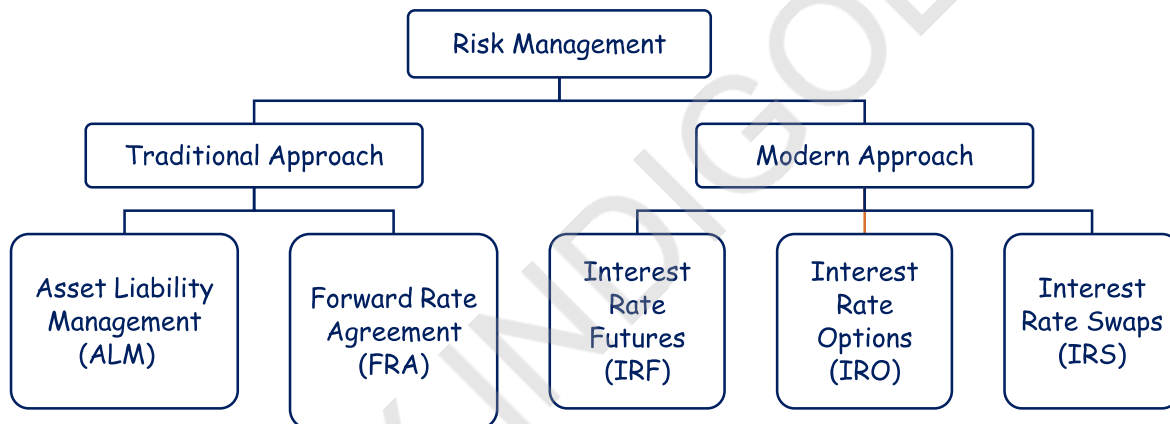 Risk Management
Traditional Approach
Modern Approach
Asset Liability
Management
(ALM)
Forward Rate
Agreement
(FRA)
Interest
Rate
Futures
(IRF)
Interest
Rate
Options
(IRO)
Interest
Rate Swaps
(IRS)
INDIGO